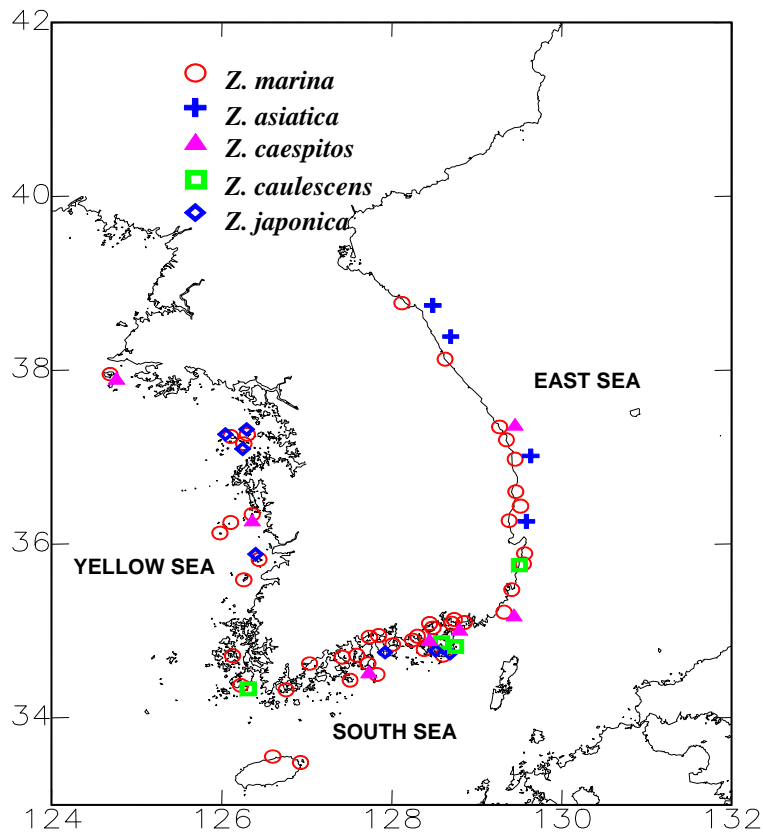 42
Z. marina
Z. asiatica
Z. caespitos
Z. caulescens
Z. japonica
40
38
EAST SEA
36
YELLOW SEA
34
SOUTH SEA
124 126 128 130 132